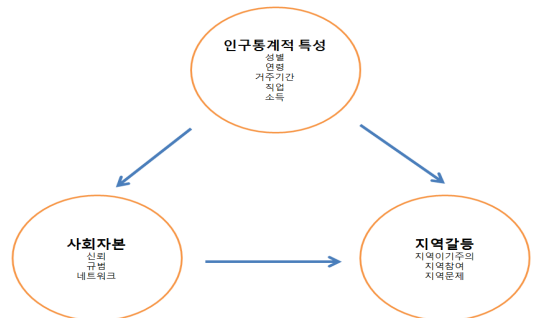 인구통계적 특성
성별
연령
거주기간
직업
소득
사회자본
신뢰
규범
네트워크
지역갈등
지역이기주의
지역참여
지역문제